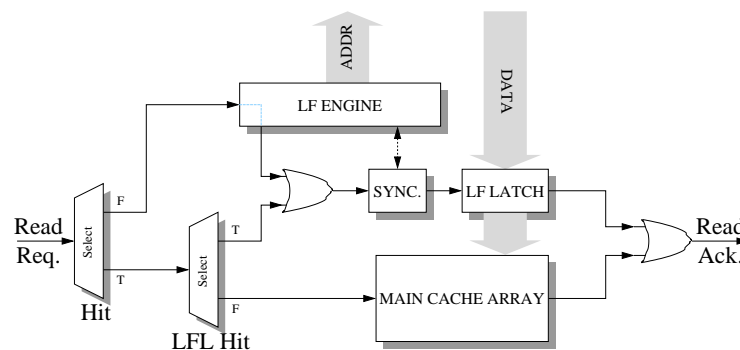 ADDR
DATA
LF ENGINE
F
SYNC.
LF LATCH
Read
Req.
Select
T
Select
T
F
Read
Ack.
MAIN CACHE ARRAY
Hit
LFL Hit